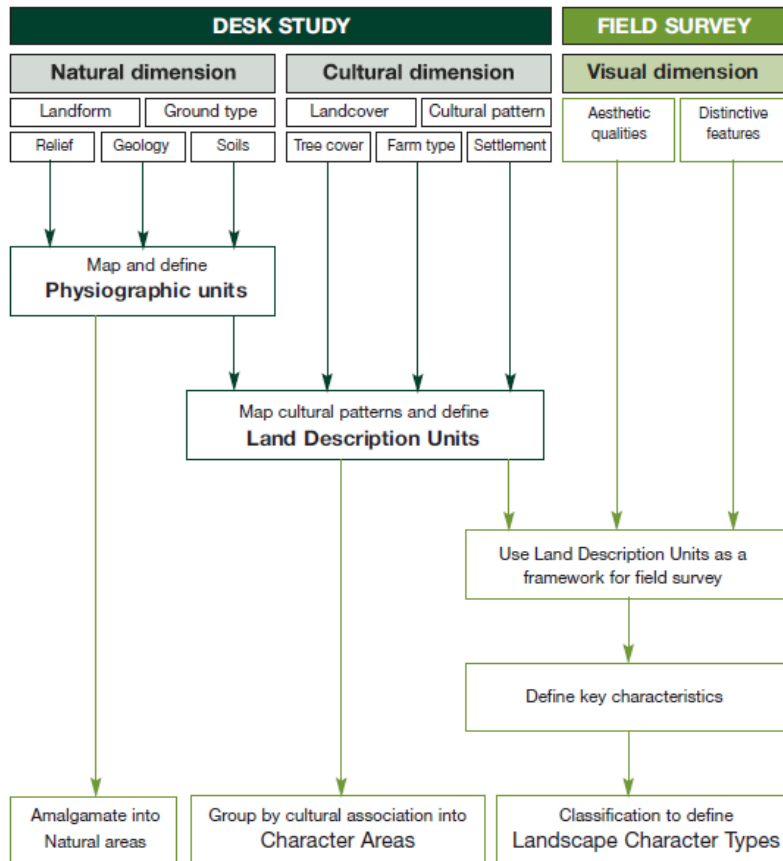 DESK STUDY
FIELD SURVEY
Natural dimension
Cultural dimension
Visual dimension
Landform
Ground type
Landcover
Cultural pattern
Aesthetic
qualities
Distinctive
features
Relief
Geology
Soils
Tree cover
Farm type
Settlement
Map and define
Physiographic units
Map cultural patterns and define
Land Description Units
Use Land Description Units as a
framework for field survey
Define key characteristics
Amalgamate into
Natural areas
Group by cultural association into
Character Areas
Classification to define
Landscape Character Types